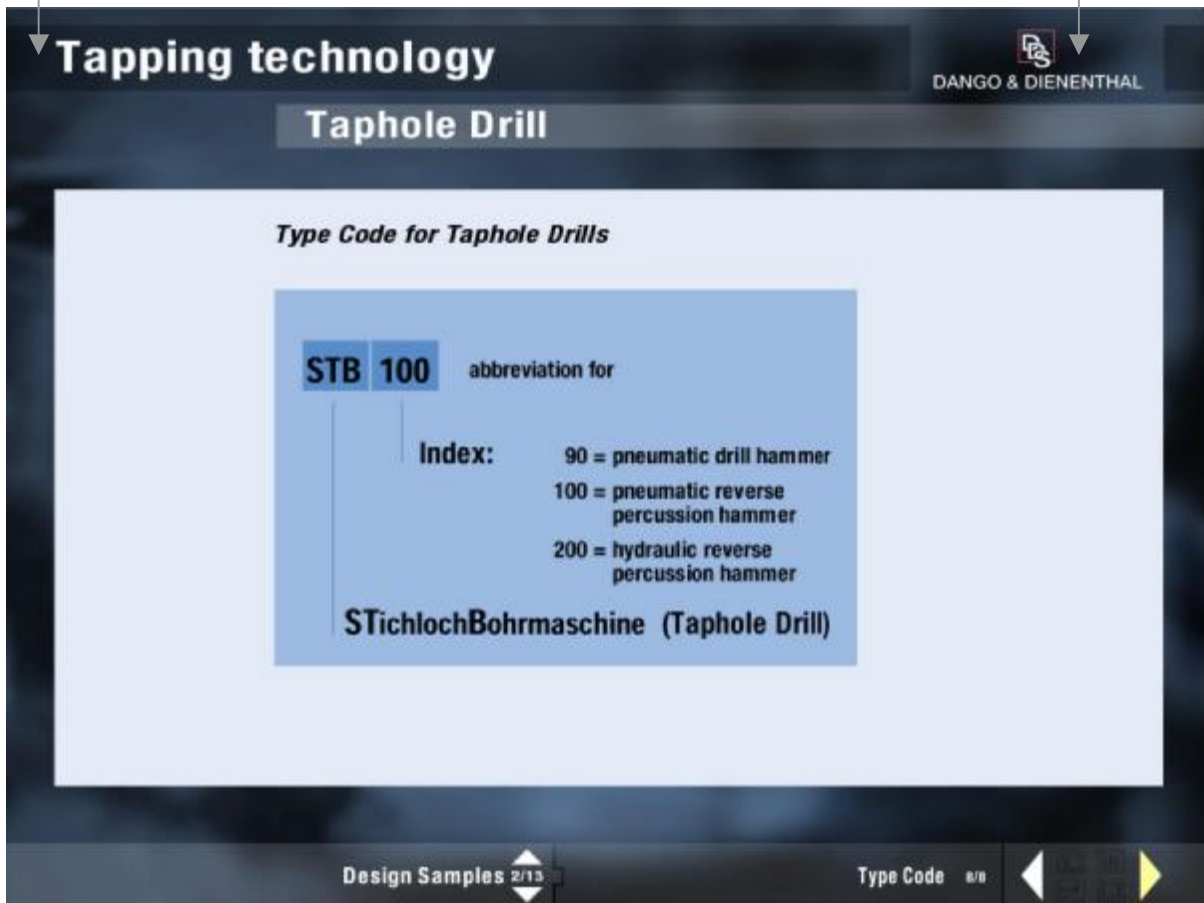 Tapping technology
DDS
DANGO & DIENENTHAL
Taphole Drill
Type Code for Taphole Drills
STB 100 abbreviation for
Index: 90 = pneumatic drill hammer
100 = pneumatic reverse
percussion hammer
200 = hydraulic reverse
percussion hammer
STichlochBohrmaschine (Taphole Drill)
Design Samples 2/13
Type Code 8/8